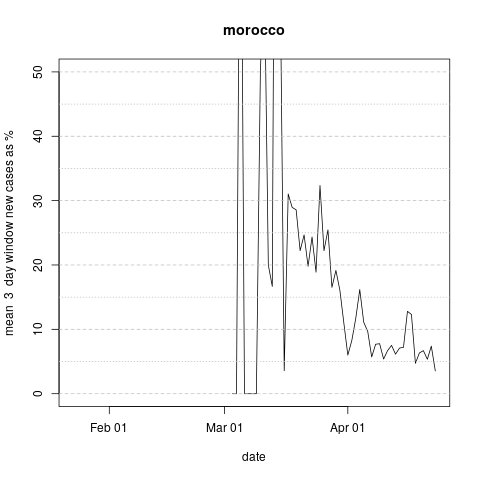 morocco
mean  3  day window new cases as %
50
40
30
20
10
0
Feb 01
Mar 01
Apr 01
date